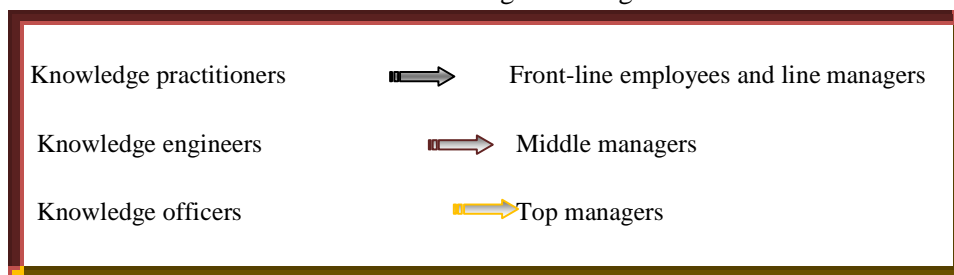 Knowledge practitioners Front-line employees and line managers
Knowledge engineers Middle managers
Knowledge officers Top managers